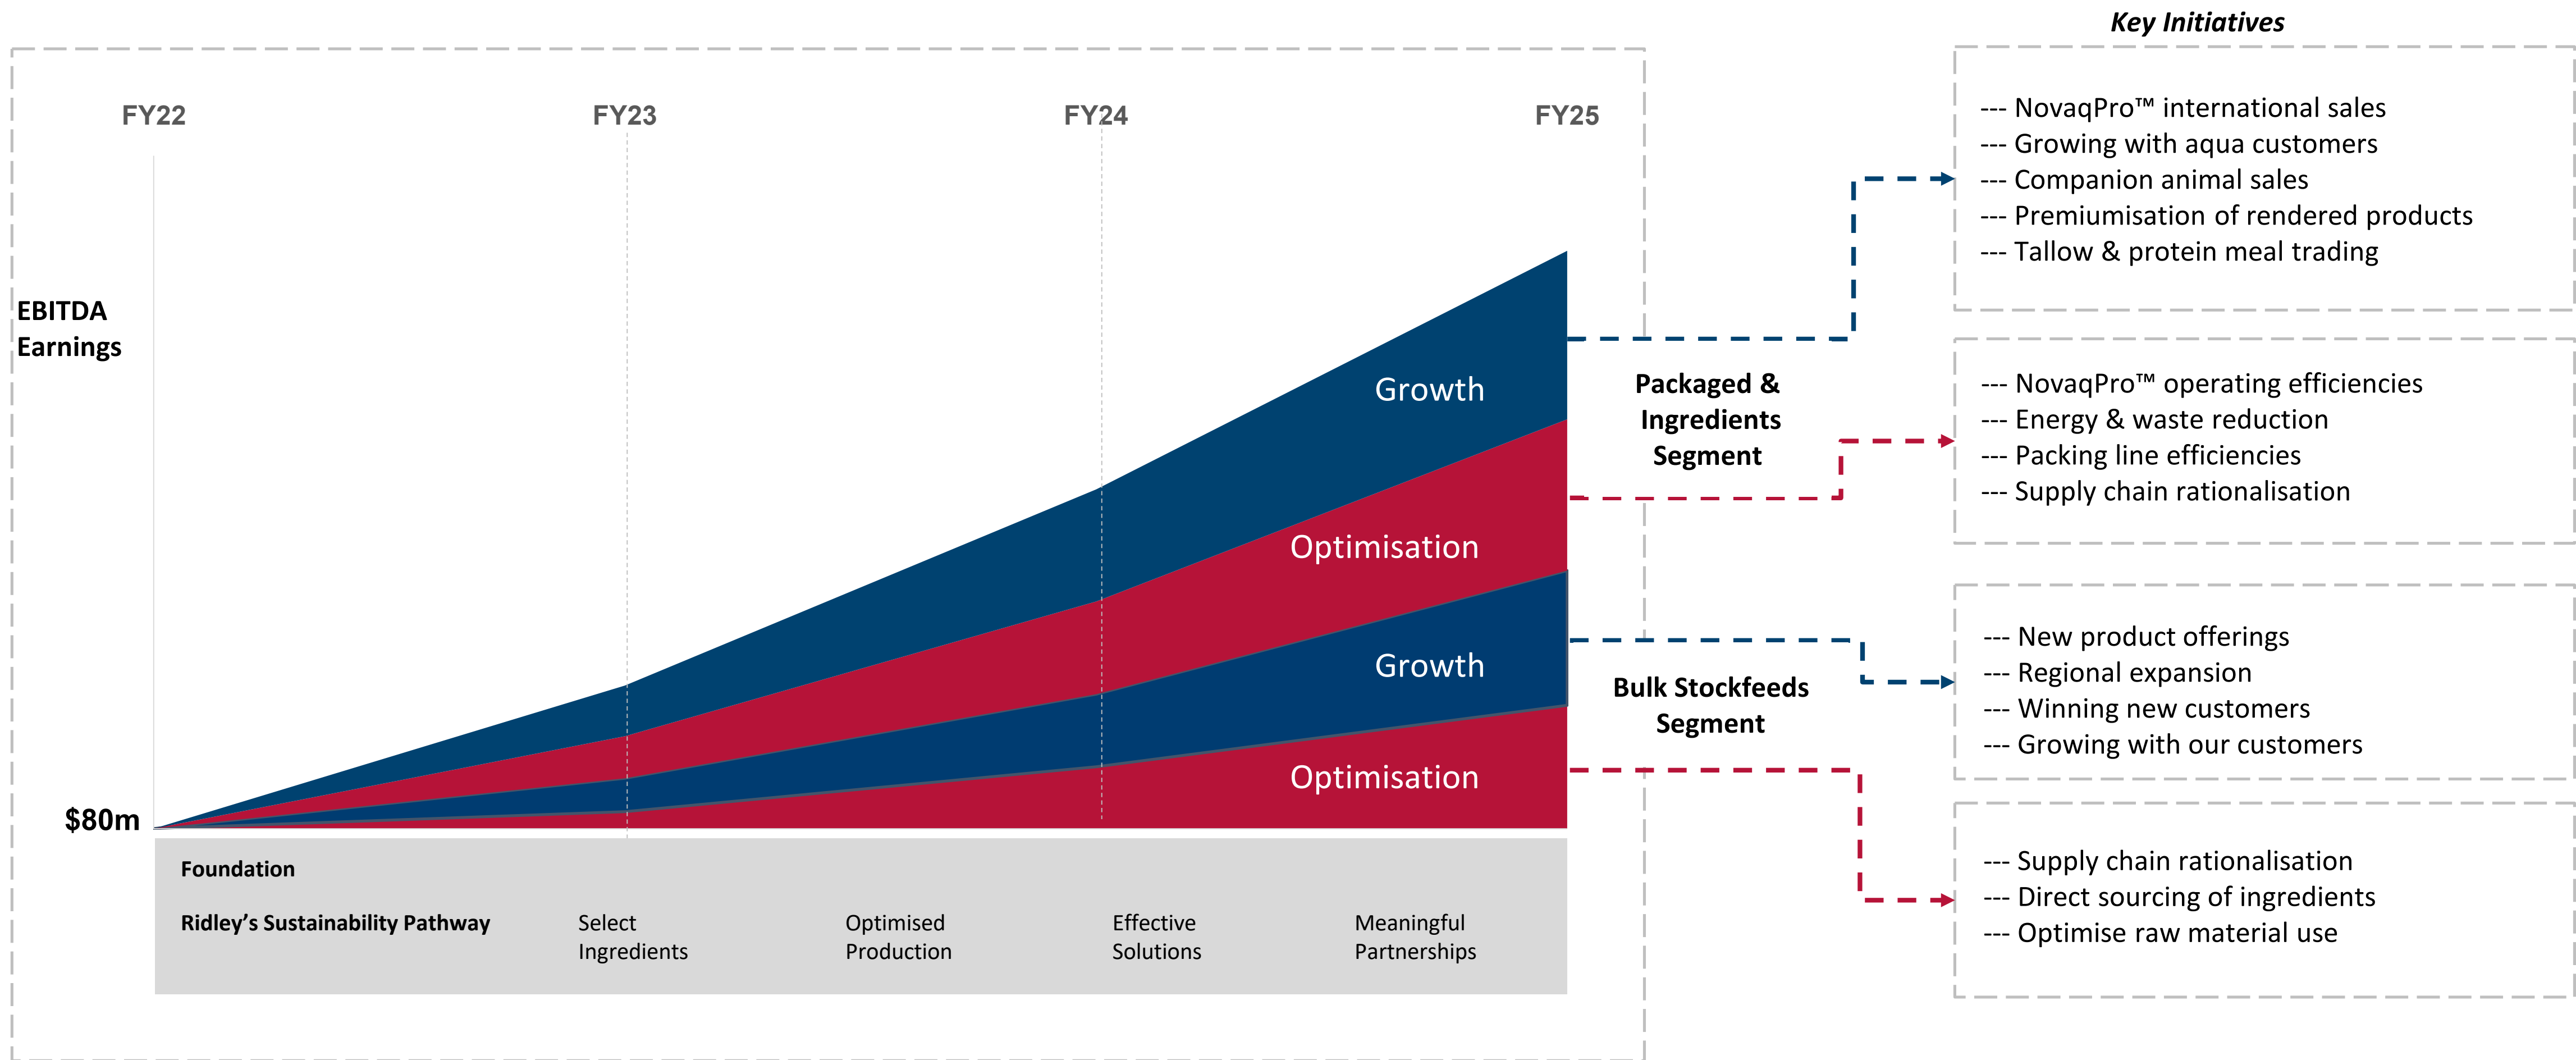 Key Initiatives
FY22
FY23
FY24
FY25
EBITDA
Earnings
$80m
Growth
Optimisation
Growth
Optimisation
Packaged &
Ingredients
Segment
Bulk Stockfeeds
Segment
--- NovaqPro™ international sales
--- Growing with aqua customers
--- Companion animal sales
--- Premiumisation of rendered products
--- Tallow & protein meal trading
--- NovaqPro™ operating efficiencies
--- Energy & waste reduction
--- Packing line efficiencies
--- Supply chain rationalisation
--- New product offerings
--- Regional expansion
--- Winning new customers
--- Growing with our customers
--- Supply chain rationalisation
--- Direct sourcing of ingredients
--- Optimise raw material use
Foundation
Ridley’s Sustainability Pathway
Select
Ingredients
Optimised
Production
Effective
Solutions
Meaningful
Partnerships